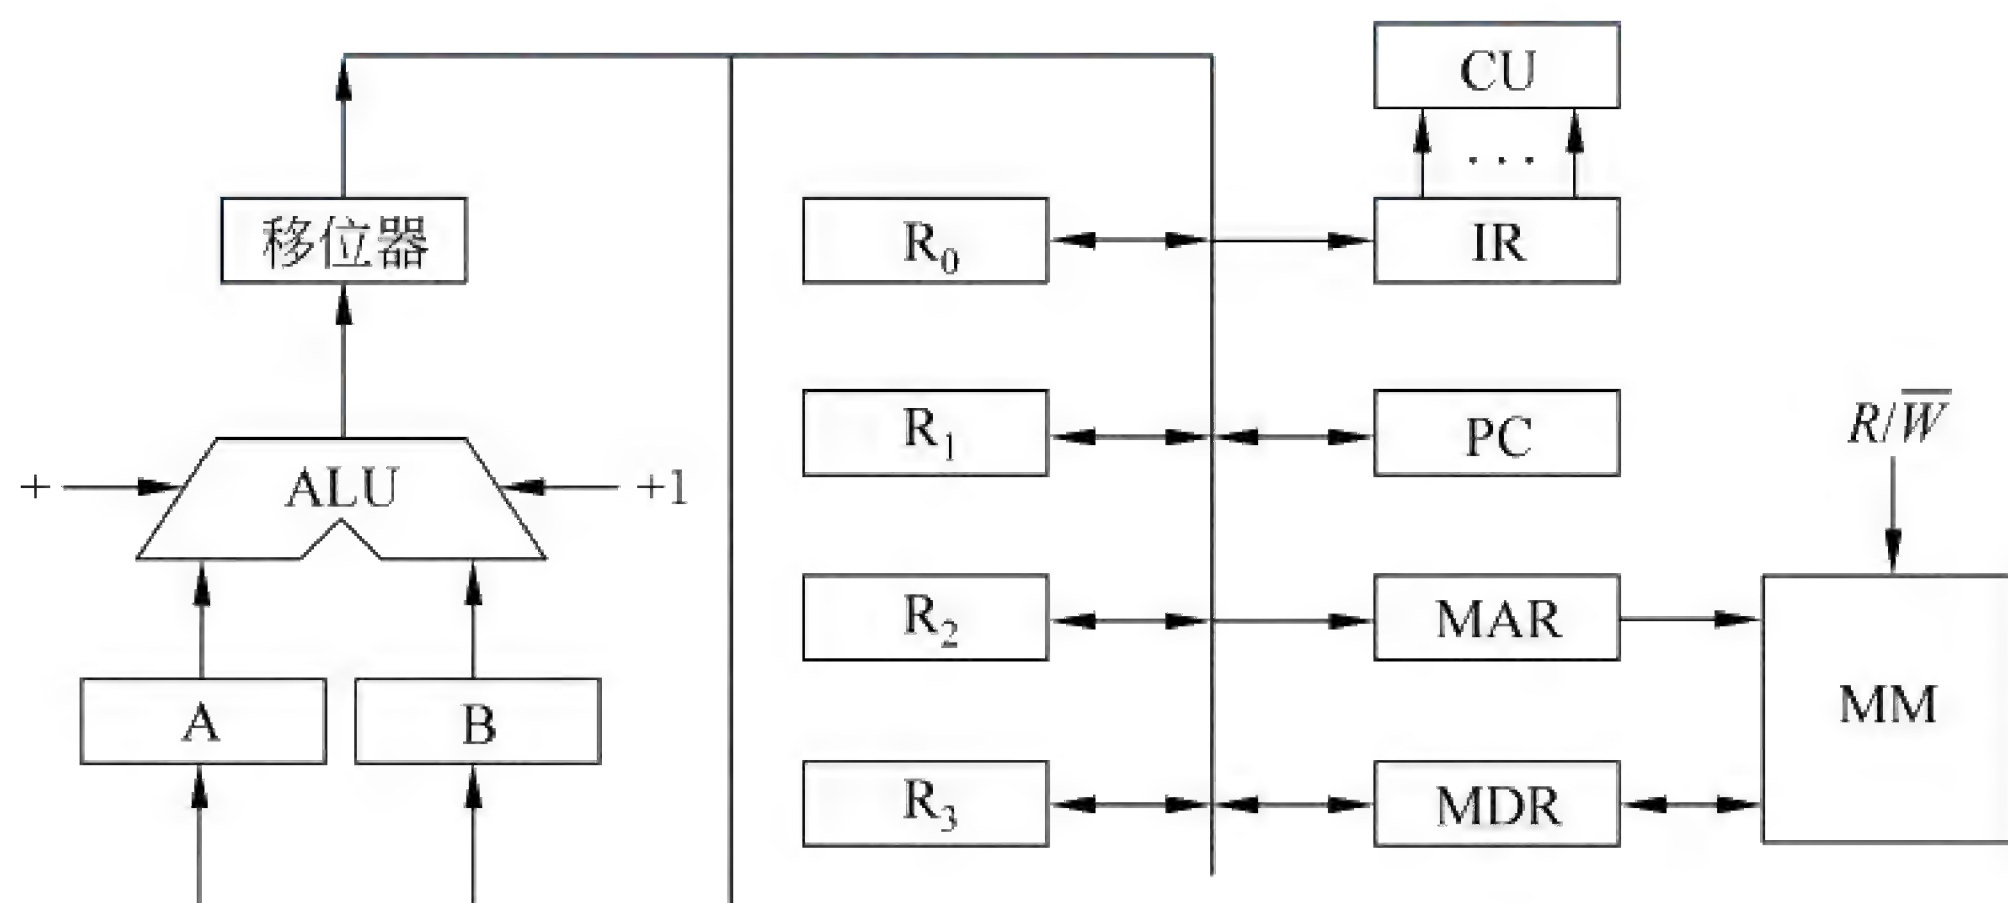 CU
...
移位器
R₀
IR
R₁
PC
R/W̅
+
ALU
+1
R₂
MAR
MM
A
B
R₃
MDR